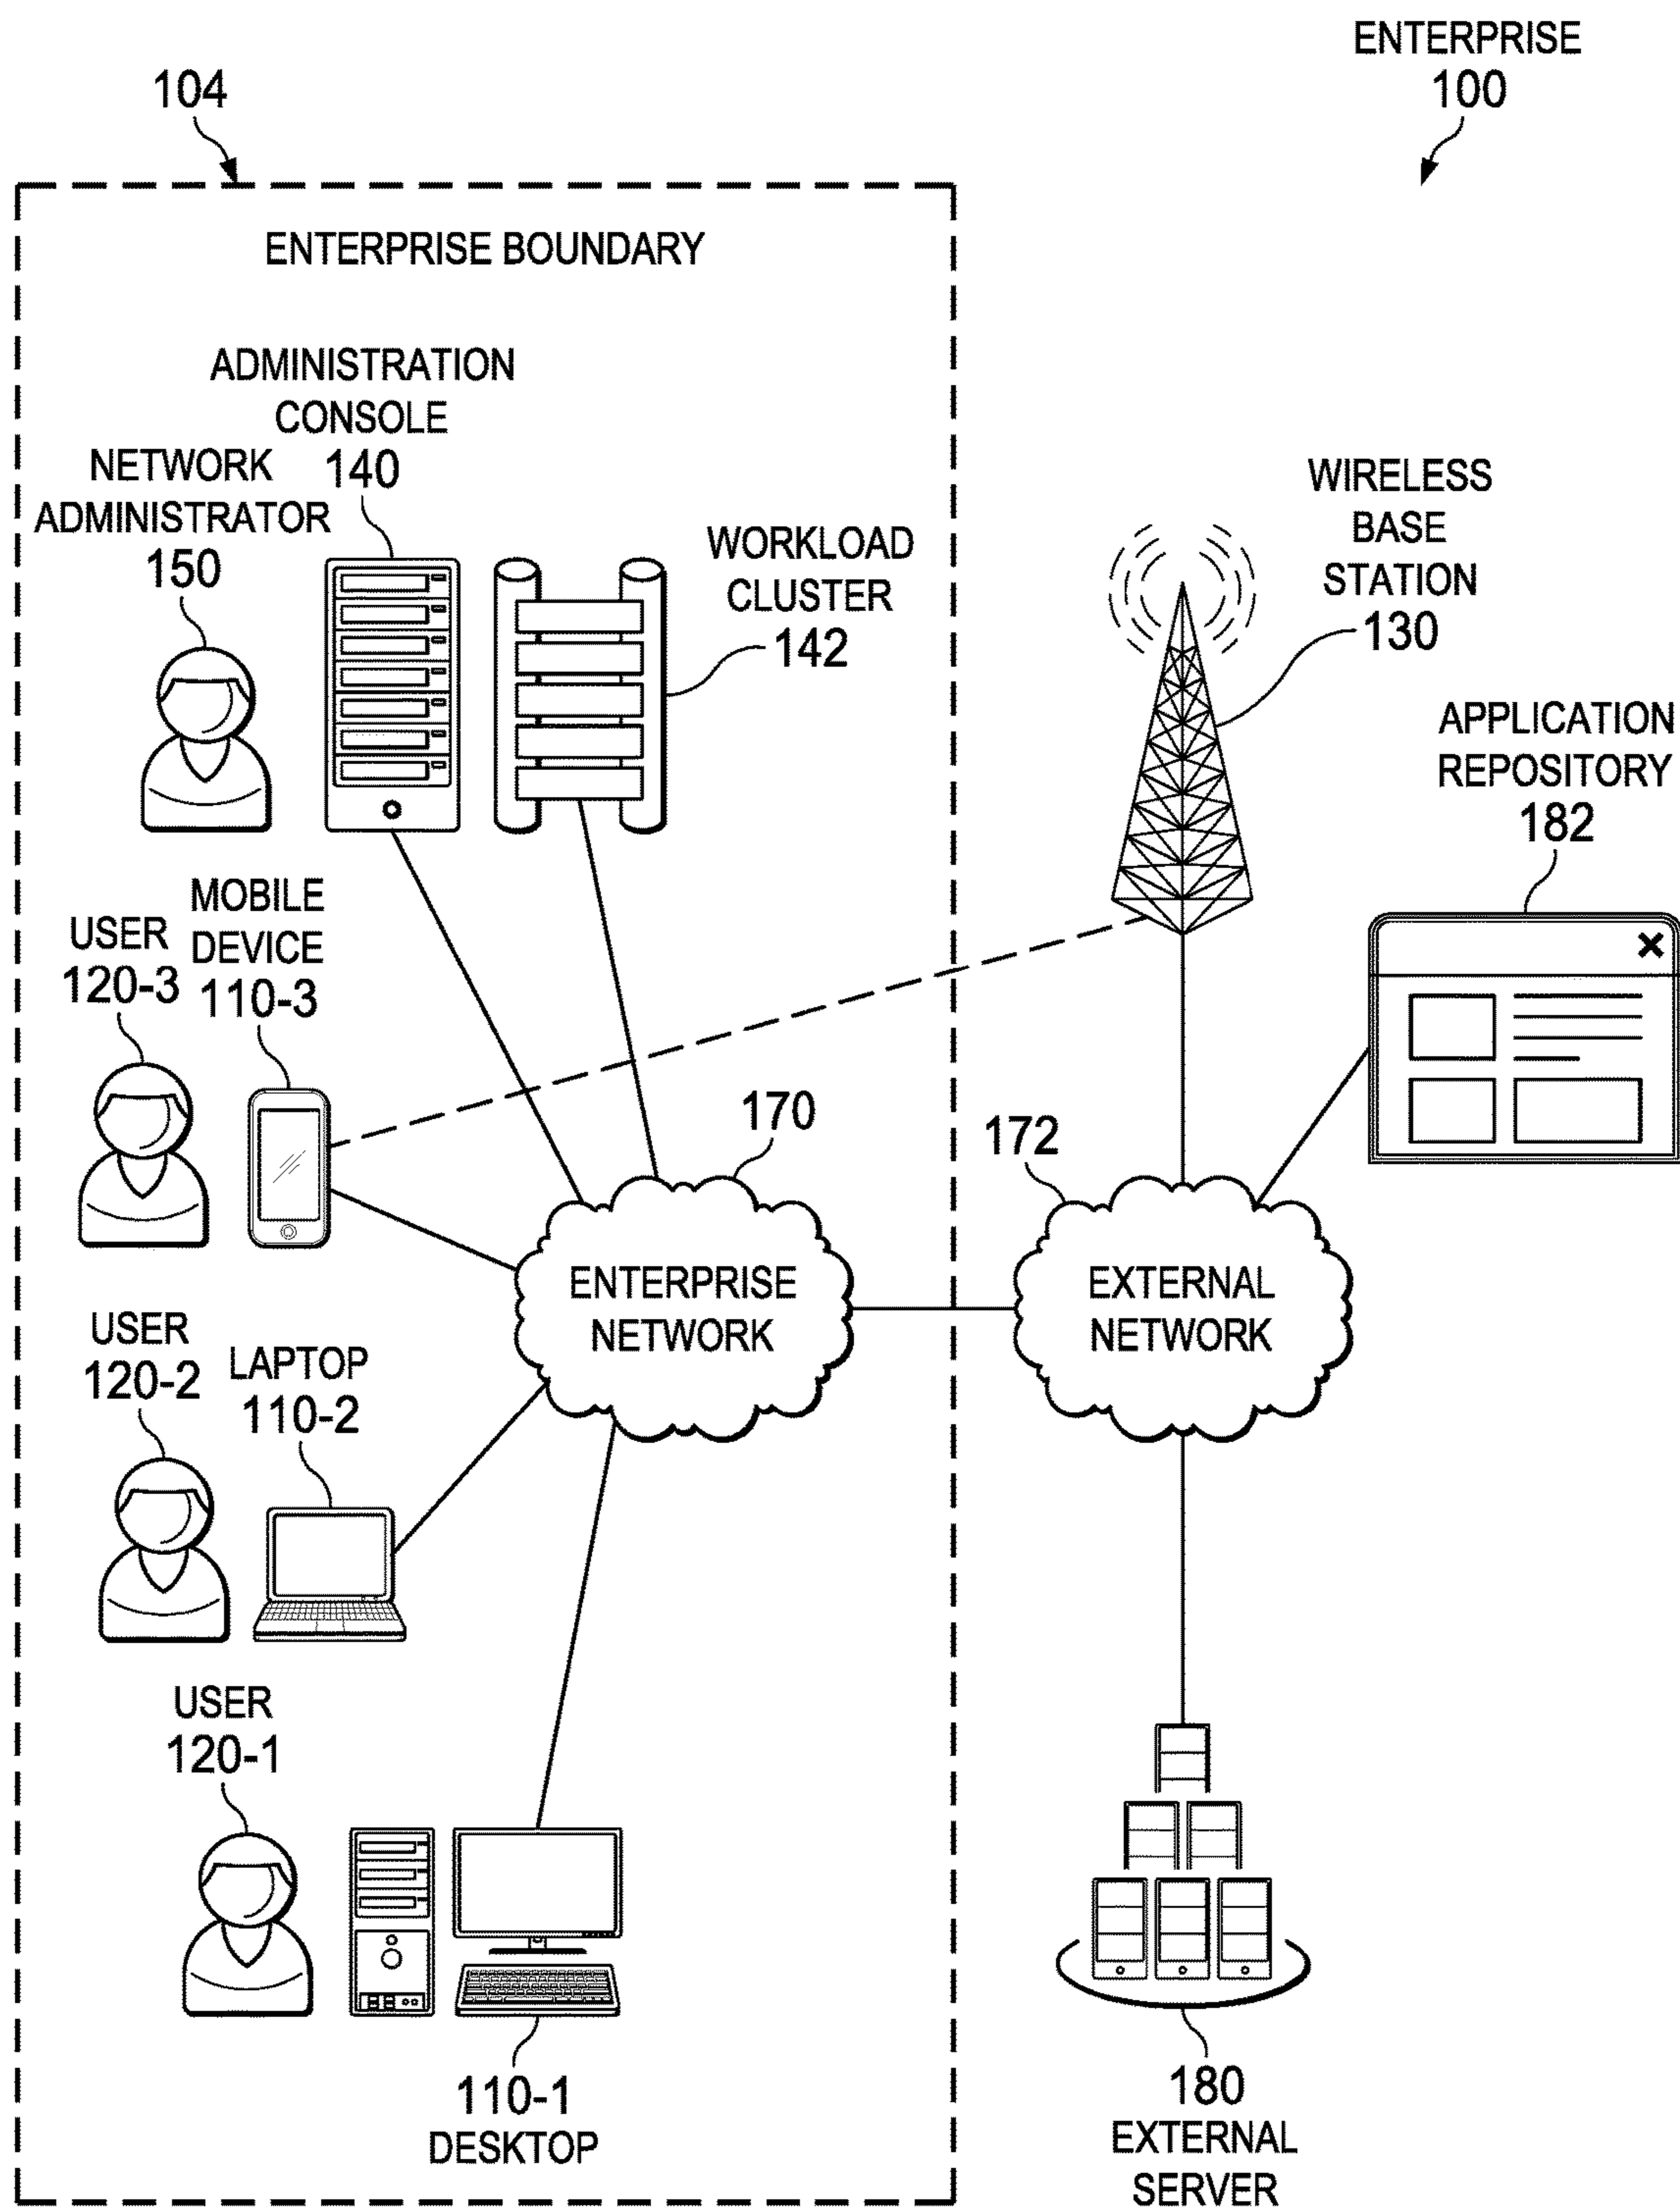 ENTERPRISE
100
104
ENTERPRISE BOUNDARY
ADMINISTRATION
CONSOLE
140
NETWORK
ADMINISTRATOR
150
WORKLOAD
CLUSTER
142
WIRELESS
BASE
STATION
130
APPLICATION
REPOSITORY
182
USER
120-3
MOBILE
DEVICE
110-3
170
172
ENTERPRISE
NETWORK
EXTERNAL
NETWORK
USER
120-2
LAPTOP
110-2
USER
120-1
110-1
DESKTOP
180
EXTERNAL
SERVER